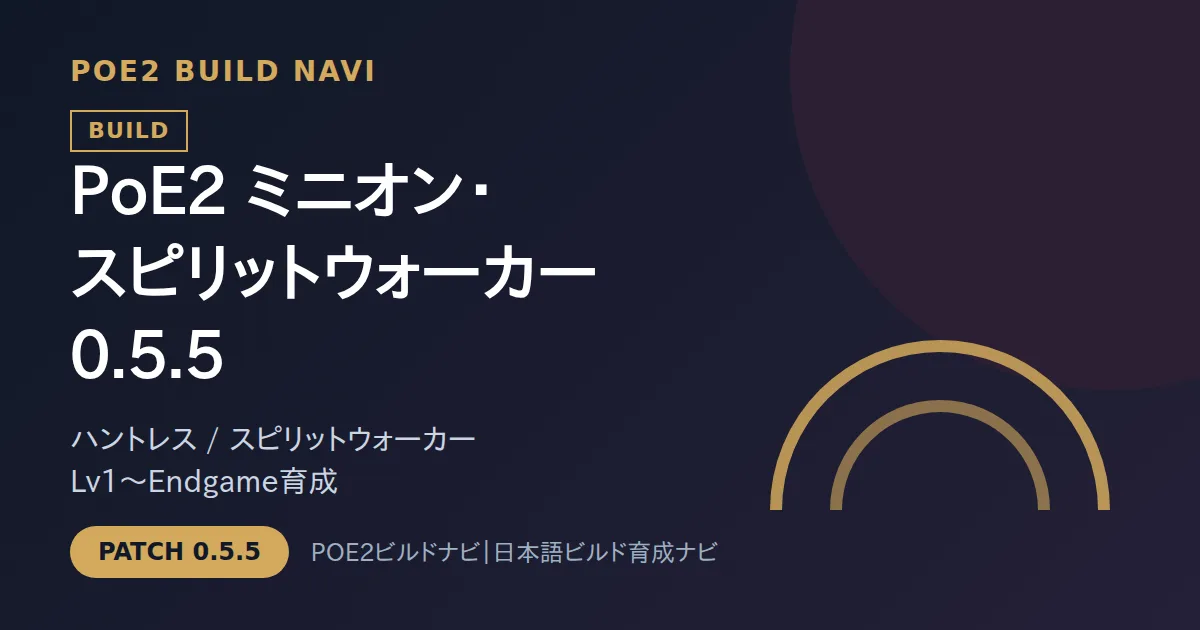 POE2 BUILD NAVI
BUILD
PoE2 ミニオン・
スピリットウォーカー
0.5.5
ハントレス / スピリットウォーカー
Lv1〜Endgame育成
PATCH 0.5.5
POE2ビルドナビ|日本語ビルド育成ナビ